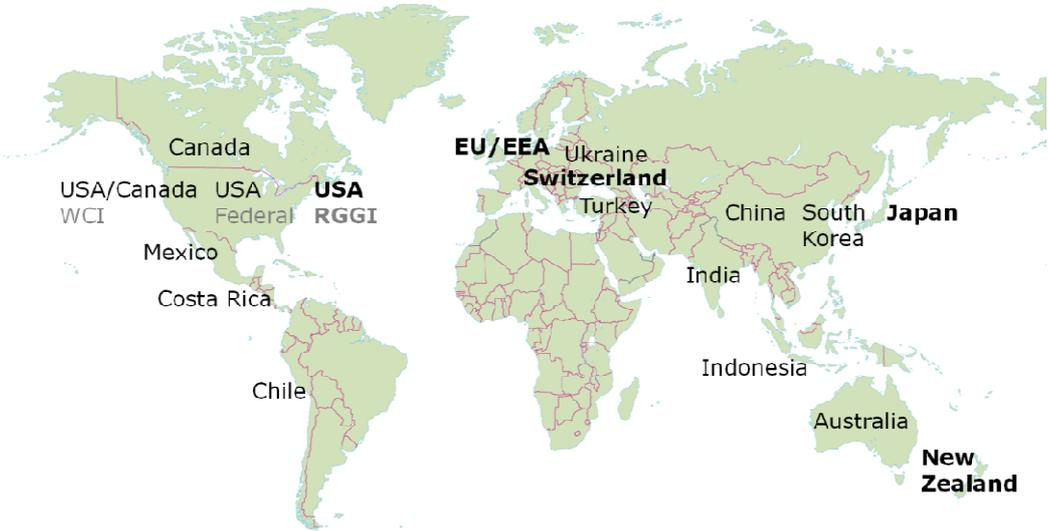 Canada
EU/EEA
Ukraine
Switzerland
USA/Canada
WCI
USA
Federal
USA
RGGI
Turkey
China
South
Korea
Japan
Mexico
India
Costa Rica
Indonesia
Chile
Australia
New
Zealand